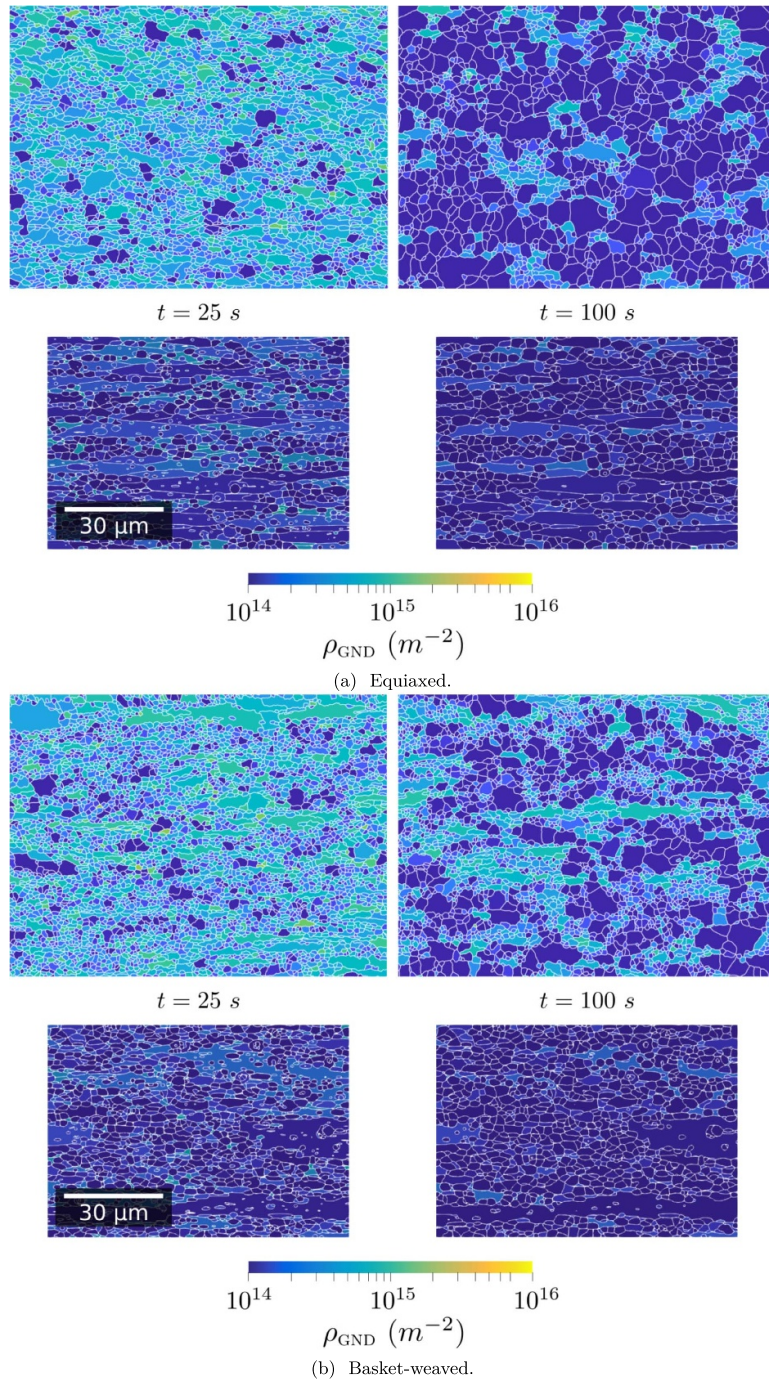 t = 25 s
t = 100 s
30 μm
10^14 10^15 10^16
ρ_GND (m^−2)
(a) Equiaxed.
t = 25 s
t = 100 s
30 μm
10^14 10^15 10^16
ρ_GND (m^−2)
(b) Basket-weaved.